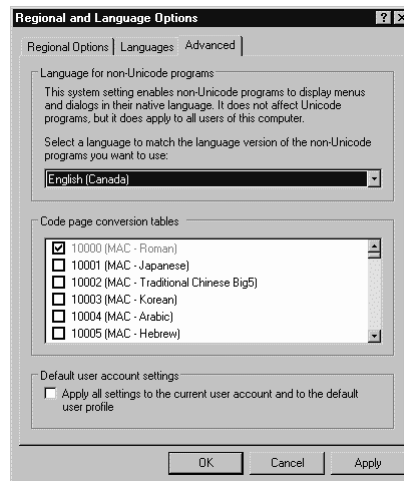 Regional and Language Options
Regional Options Languages Advanced
Language for non-Unicode programs
This system setting enables non-Unicode programs to display menus
and dialogs in their native language. It does not affect Unicode
programs, but it does apply to all users of this computer.
Select a language to match the language version of the non-Unicode
programs you want to use:
English (Canada)
Code page conversion tables
10000 (MAC - Roman)
10001 (MAC - Japanese)
10002 (MAC - Traditional Chinese Big5)
10003 (MAC - Korean)
10004 (MAC - Arabic)
10005 (MAC - Hebrew)
Default user account settings
Apply all settings to the current user account and to the default
user profile
OK Cancel Apply